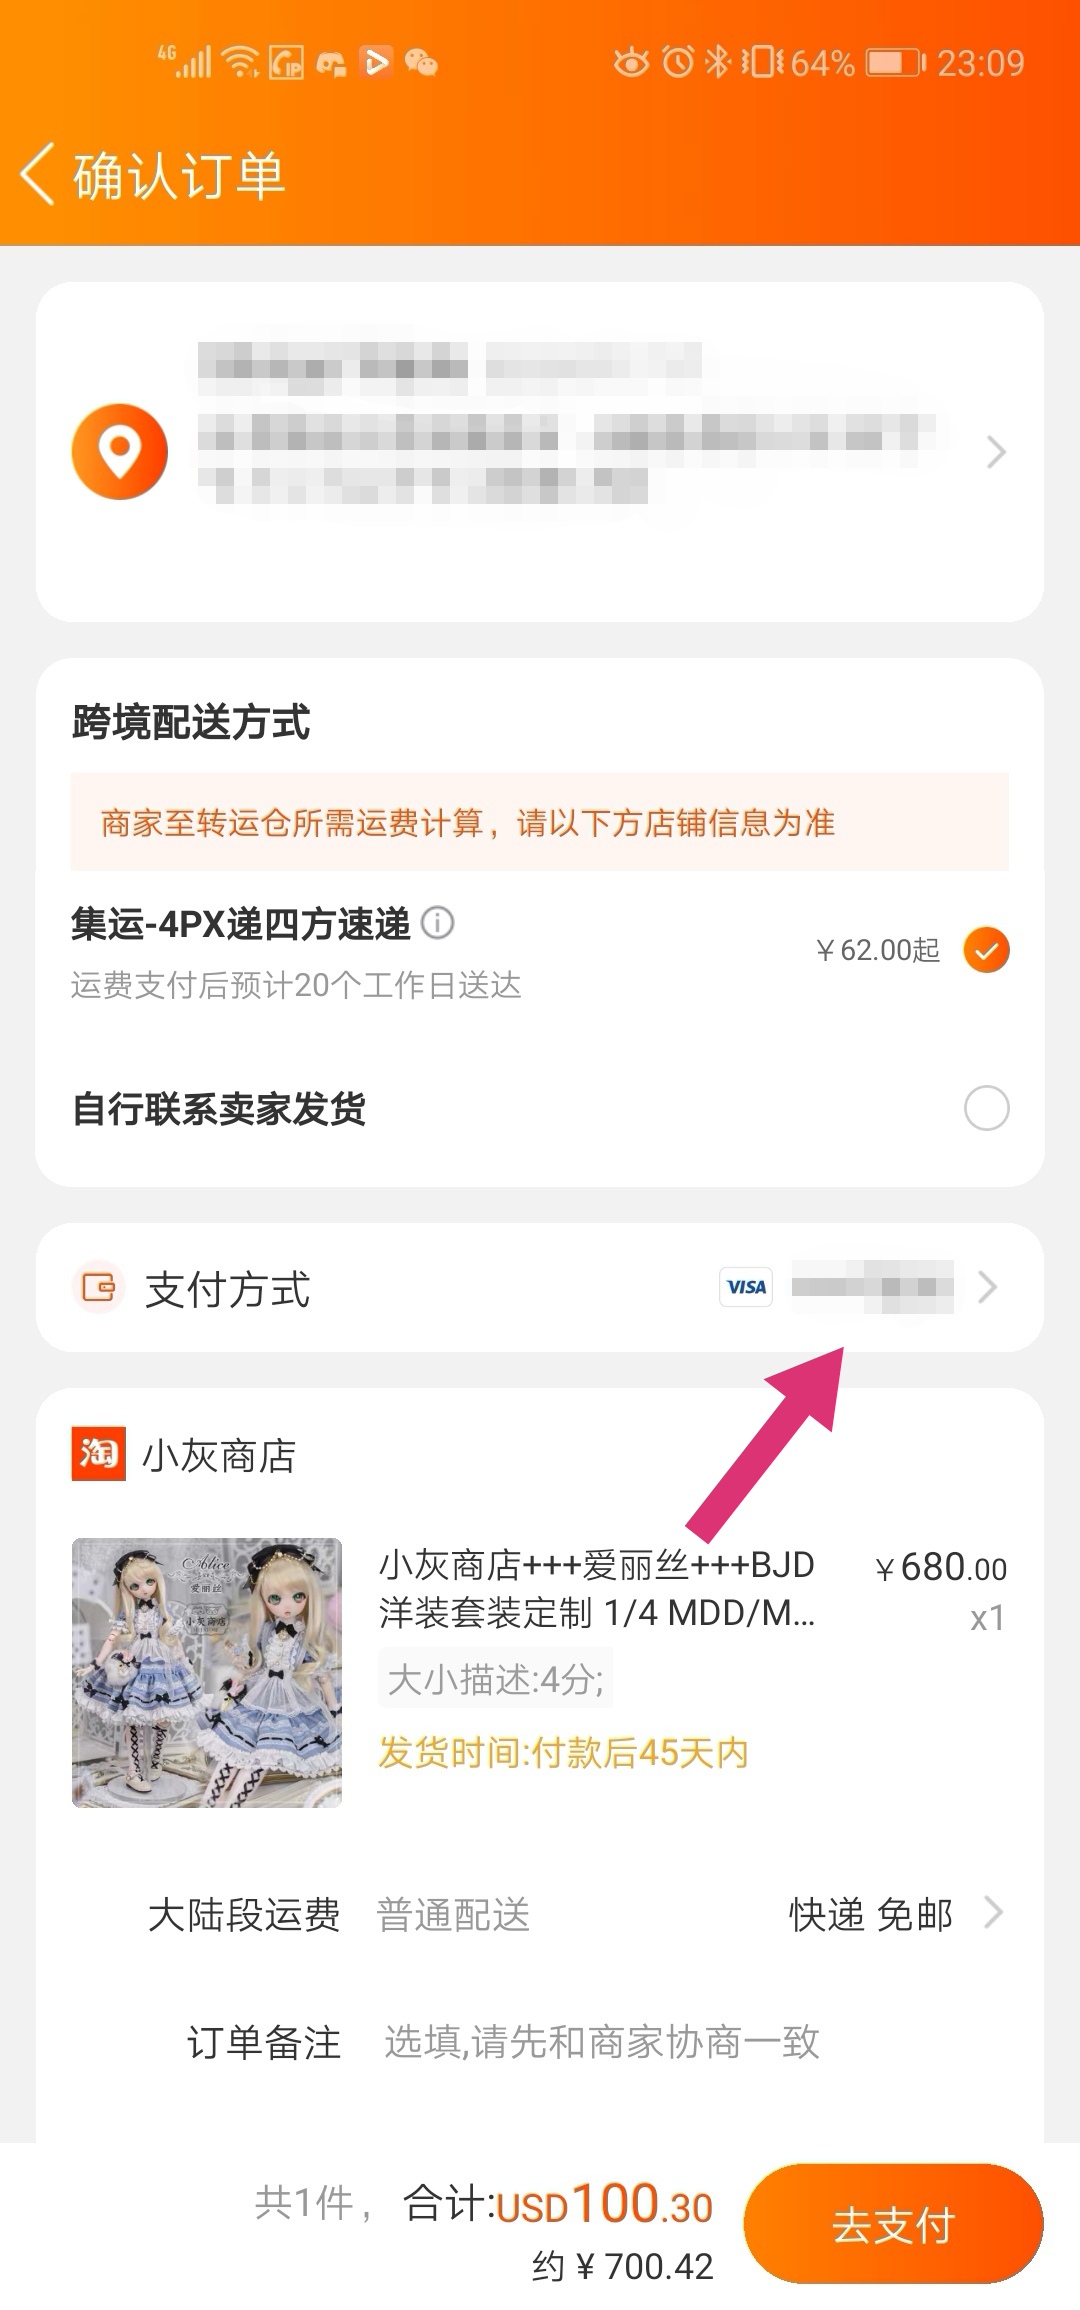 4G
64%
23:09
确认订单
跨境配送方式
商家至转运仓所需运费计算，请以下方店铺信息为准
集运-4PX递四方速递
¥62.00起
运费支付后预计20个工作日送达
自行联系卖家发货
支付方式
VISA
淘 小灰商店
Alice
爱丽丝
小灰商店
小灰商店+++爱丽丝+++BJD
¥680.00
洋装套装定制 1/4 MDD/M...
x1
大小描述:4分;
发货时间:付款后45天内
大陆段运费 普通配送 快递 免邮
订单备注 选填,请先和商家协商一致
共1件， 合计:USD100.30
约 ¥ 700.42
去支付